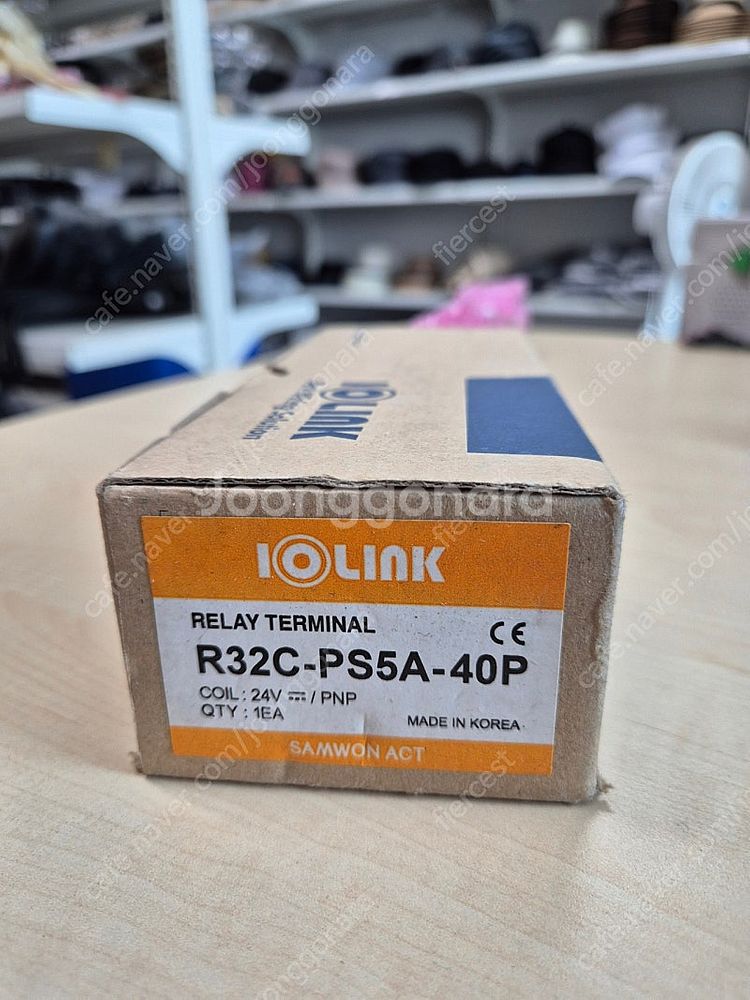 IOLINK
Joonggonara
IOLINK
RELAY TERMINAL
CE
R32C-PS5A-40P
COIL : 24V ⎓ / PNP
QTY : 1EA
MADE IN KOREA
SAMWON ACT
cafe.naver.com/joonggonara
fiercest